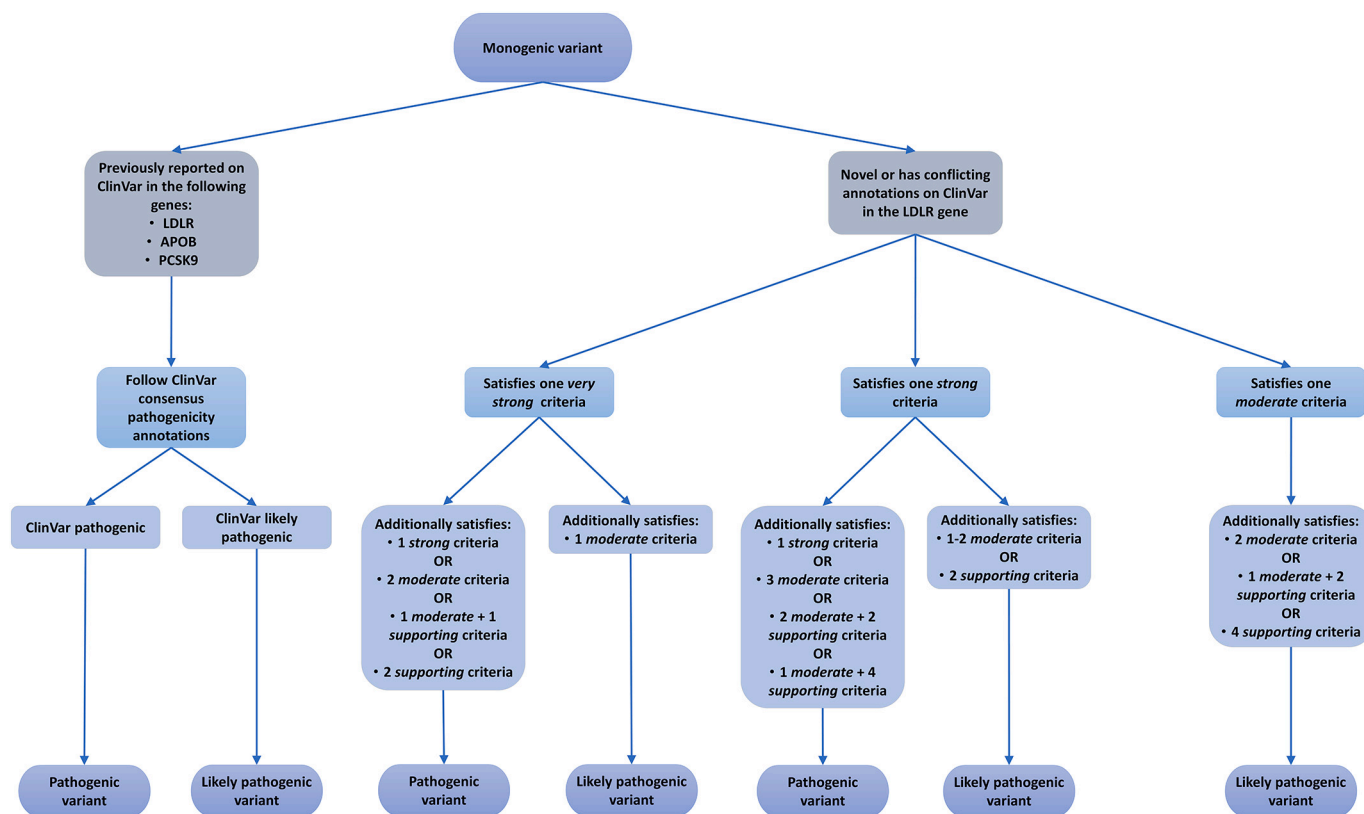 Monogenic variant
Previously reported on
ClinVar in the following
genes:
• LDLR
• APOB
• PCSK9
Novel or has conflicting
annotations on ClinVar
in the LDLR gene
Follow ClinVar
consensus
pathogenicity
annotations
Satisfies one very
strong criteria
Satisfies one strong
criteria
Satisfies one
moderate criteria
ClinVar pathogenic
ClinVar likely
pathogenic
Additionally satisfies:
• 1 strong criteria
OR
• 2 moderate criteria
OR
• 1 moderate + 1
supporting criteria
OR
• 2 supporting criteria
Additionally satisfies:
• 1 moderate criteria
Additionally satisfies:
• 1 strong criteria
OR
• 3 moderate criteria
OR
• 2 moderate + 2
supporting criteria
OR
• 1 moderate + 4
supporting criteria
Additionally satisfies:
• 1-2 moderate criteria
OR
• 2 supporting criteria
Additionally satisfies:
• 2 moderate criteria
OR
• 1 moderate + 2
supporting criteria
OR
• 4 supporting criteria
Pathogenic
variant
Likely pathogenic
variant
Pathogenic
variant
Likely pathogenic
variant
Pathogenic
variant
Likely pathogenic
variant
Likely pathogenic
variant